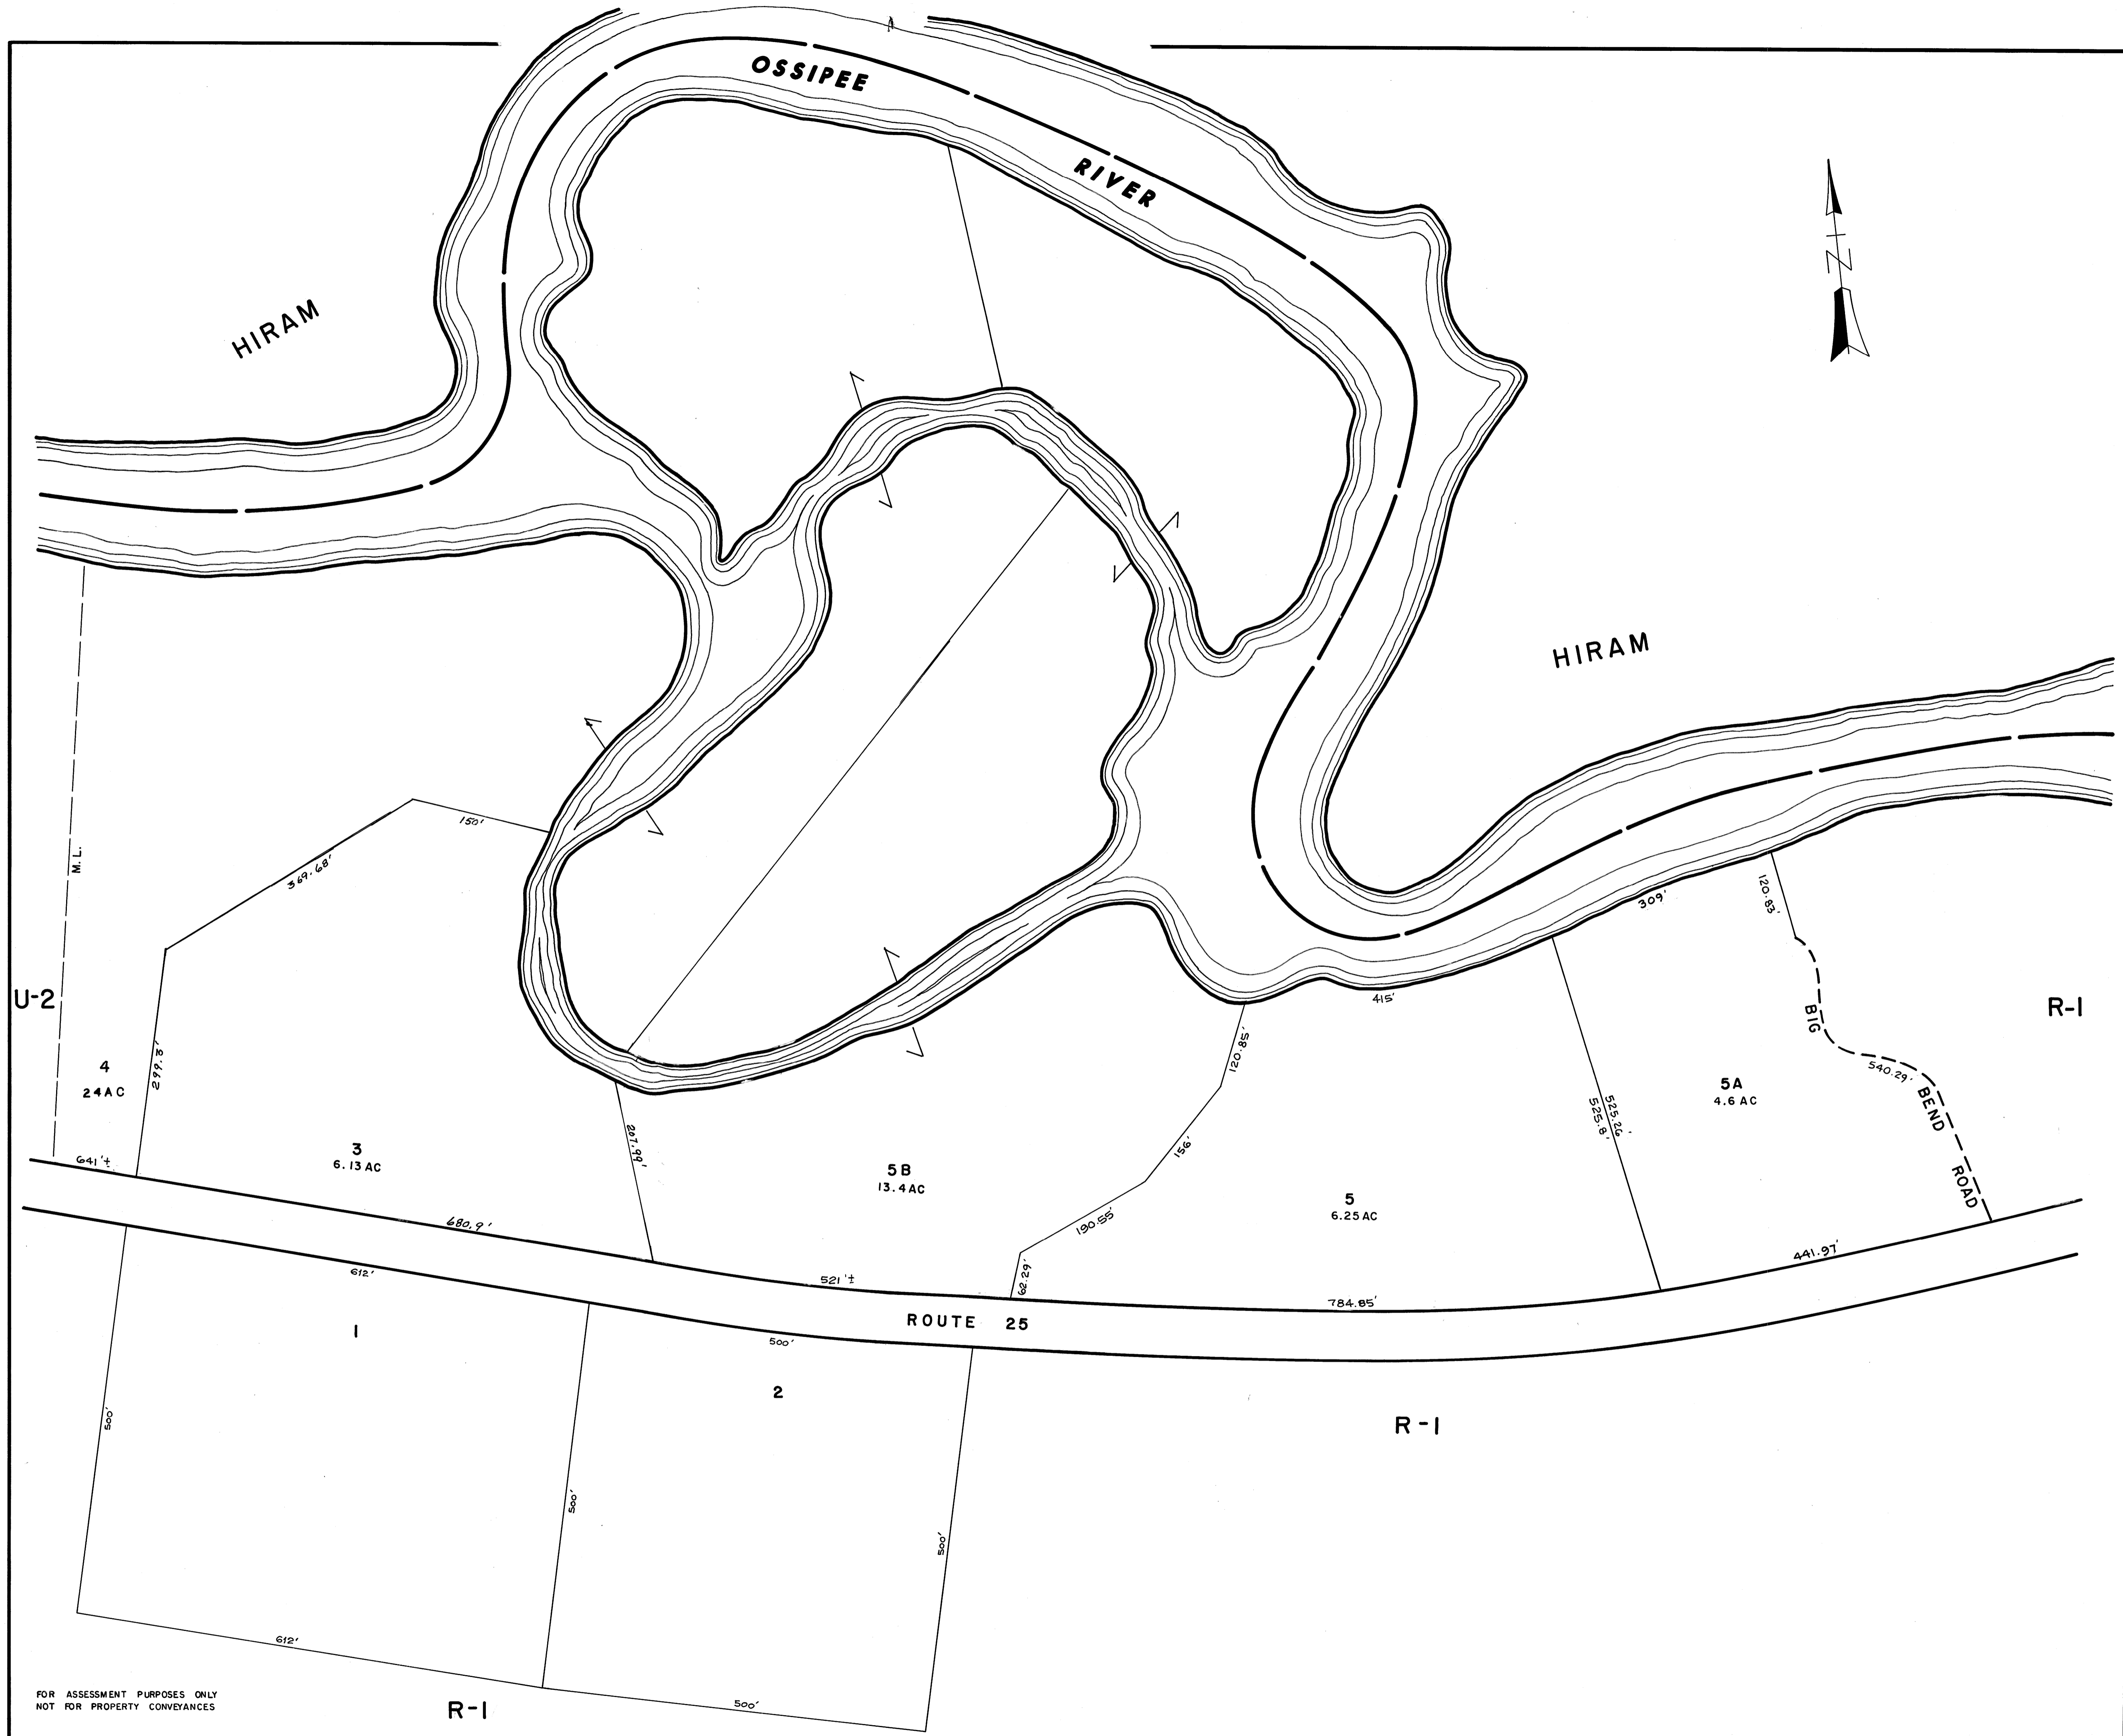 OSSIPEE
RIVER
HIRAM
N
HIRAM
M.L.
150'
369.68'
120.83'
309'
U-2
415'
R-1
BIG
4
24 AC
299.3'
120.85'
540.29'
5A
4.6 AC
BEND
525.26'
525.8'
207.99'
156'
3
6.13 AC
641'±
5B
13.4 AC
ROAD
5
6.25 AC
680.9'
190.55'
441.97'
612'
521'±
62.29'
784.85'
ROUTE 25
1
500'
2
500'
R-1
500'
500'
612'
500'
FOR ASSESSMENT PURPOSES ONLY
NOT FOR PROPERTY CONVEYANCES
R-1